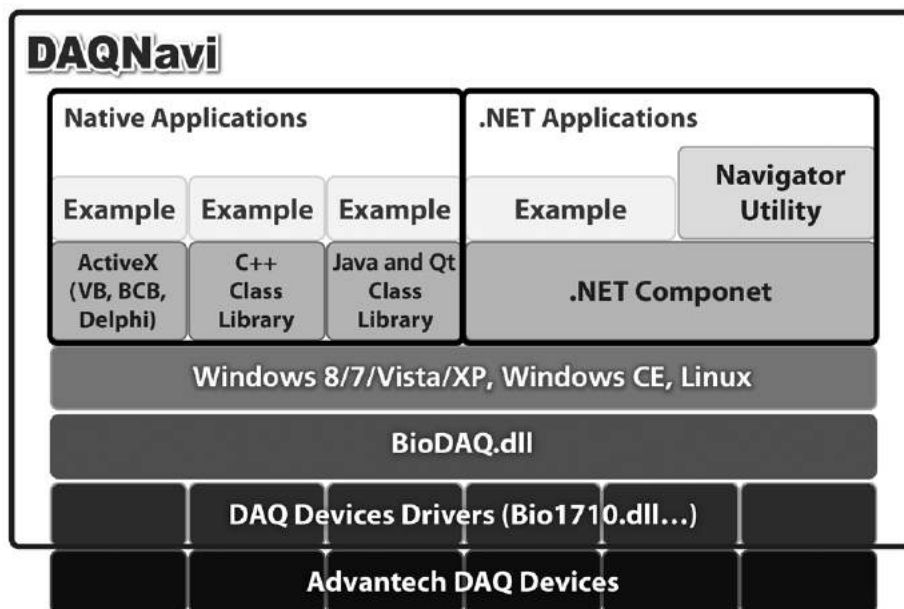 DAQNavi
Native Applications
.NET Applications
Navigator
Utility
Example
Example
Example
Example
ActiveX
(VB, BCB,
Delphi)
C++
Class
Library
Java and Qt
Class
Library
.NET Componet
Windows 8/7/Vista/XP, Windows CE, Linux
BioDAQ.dll
DAQ Devices Drivers (Bio1710.dll...)
Advantech DAQ Devices